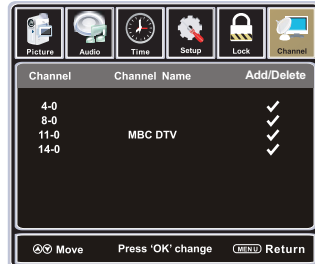 Picture Audio Time Setup Lock Channel
Channel Channel Name Add/Delete
4-0
8-0
11-0 MBC DTV
14-0
Move Press ‘OK’ change MENU Return